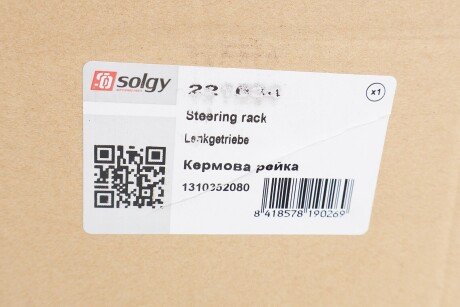 solgy
x1
Steering rack
Lenkgetriebe
Кермова рейка
1310352080
8 418578 190269